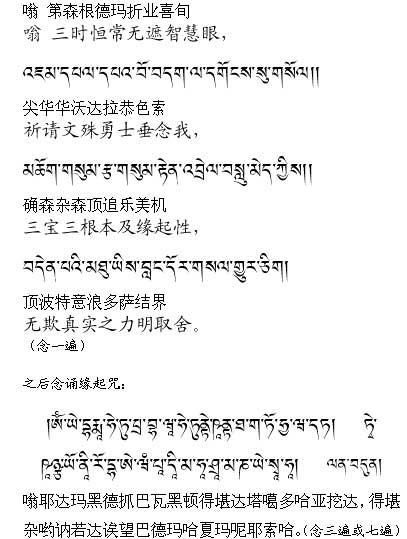 嗡 第森根德玛折业喜旬
嗡 三时恒常无遮智慧眼，
འཇམ་དཔལ་དཔའ་བོ་བདག་ལ་དགོངས་སུ་གསོལ།།
尖华华沃达拉恭色索
祈请文殊勇士垂念我，
མཆོག་གསུམ་རྩ་གསུམ་རྟེན་འབྲེལ་བསླུ་མེད་ཀྱིས།།
确森杂森顶追乐美机
三宝三根本及缘起性，
བདེན་པའི་མཐུ་ཡིས་བླང་དོར་གསལ་གྱུར་ཅིག།
顶波特意浪多萨结界
无欺真实之力明取舍。
（念一遍）
之后念诵缘起咒：
ལན་བདུན།
嗡耶达玛黑德抓巴瓦黑顿得堪达塔噶多哈亚挖达，得堪
杂哟讷若达诶望巴德玛哈夏玛呢耶索哈。（念三遍或七遍）